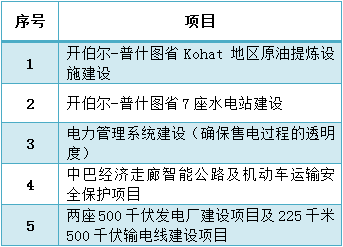 序号 项目
1 开伯尔-普什图省 Kohat 地区原油提炼设
施建设
2 开伯尔-普什图省 7 座水电站建设
3 电力管理系统建设（确保售电过程的透明
度）
4 中巴经济走廊智能公路及机动车运输安
全保护项目
5 两座 500 千伏发电厂建设项目及 225 千米
500 千伏输电线建设项目